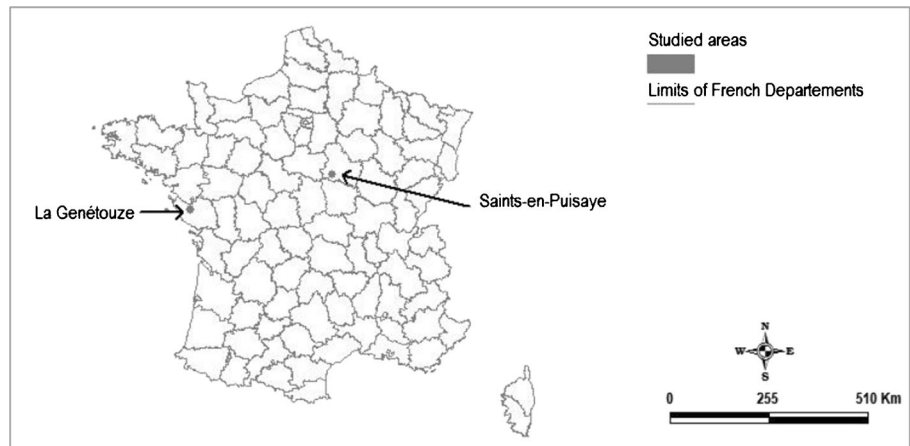 Studied areas
Limits of French Departements
Saints-en-Puisaye
La Genétouze
N
W E
S
0 255 510 Km